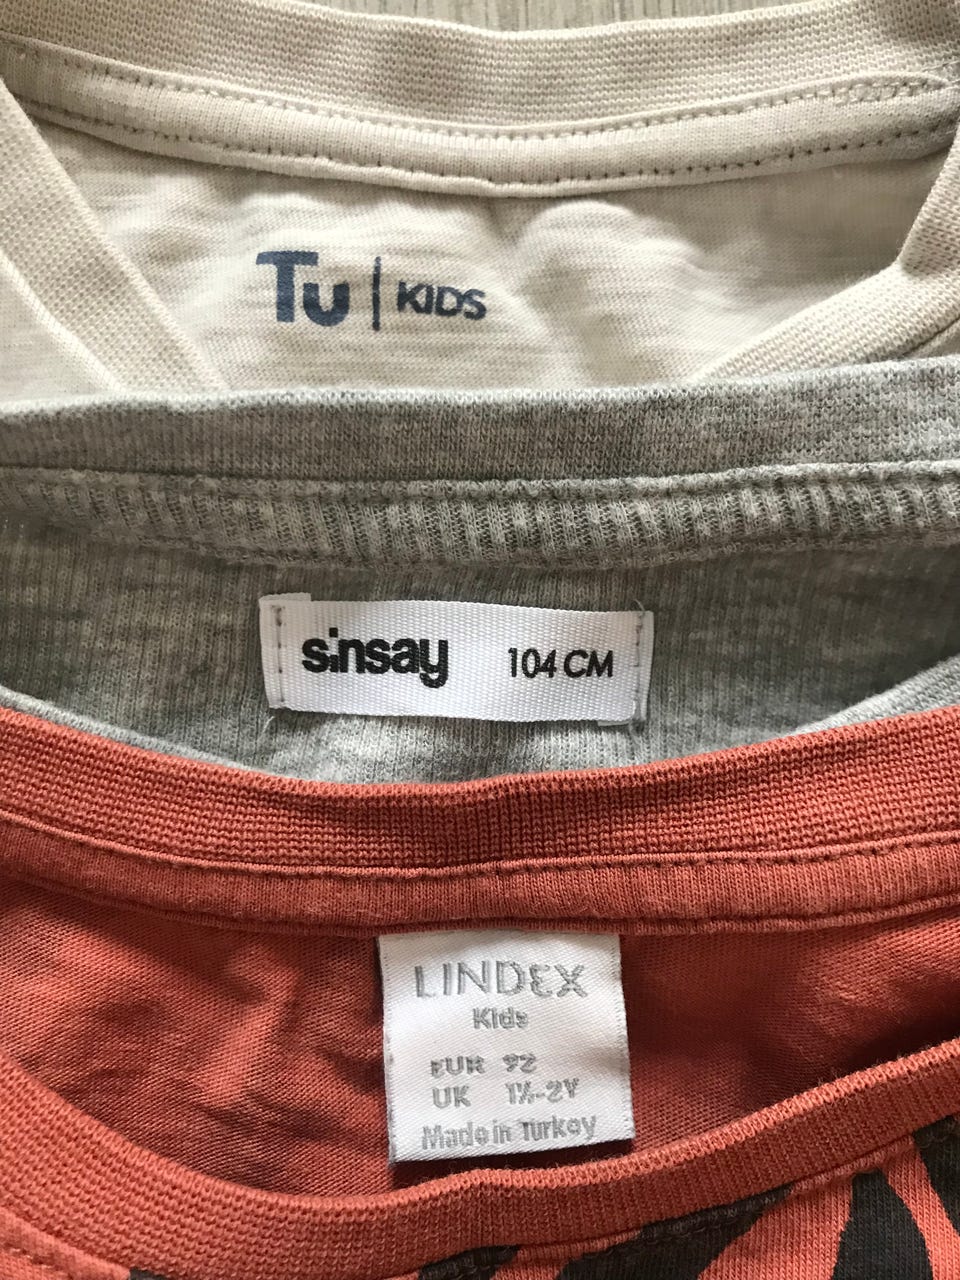 Tu | KIDS
sinsay 104 CM
LINDEX
Kids
EUR 92
UK 1½-2Y
Made in Turkey